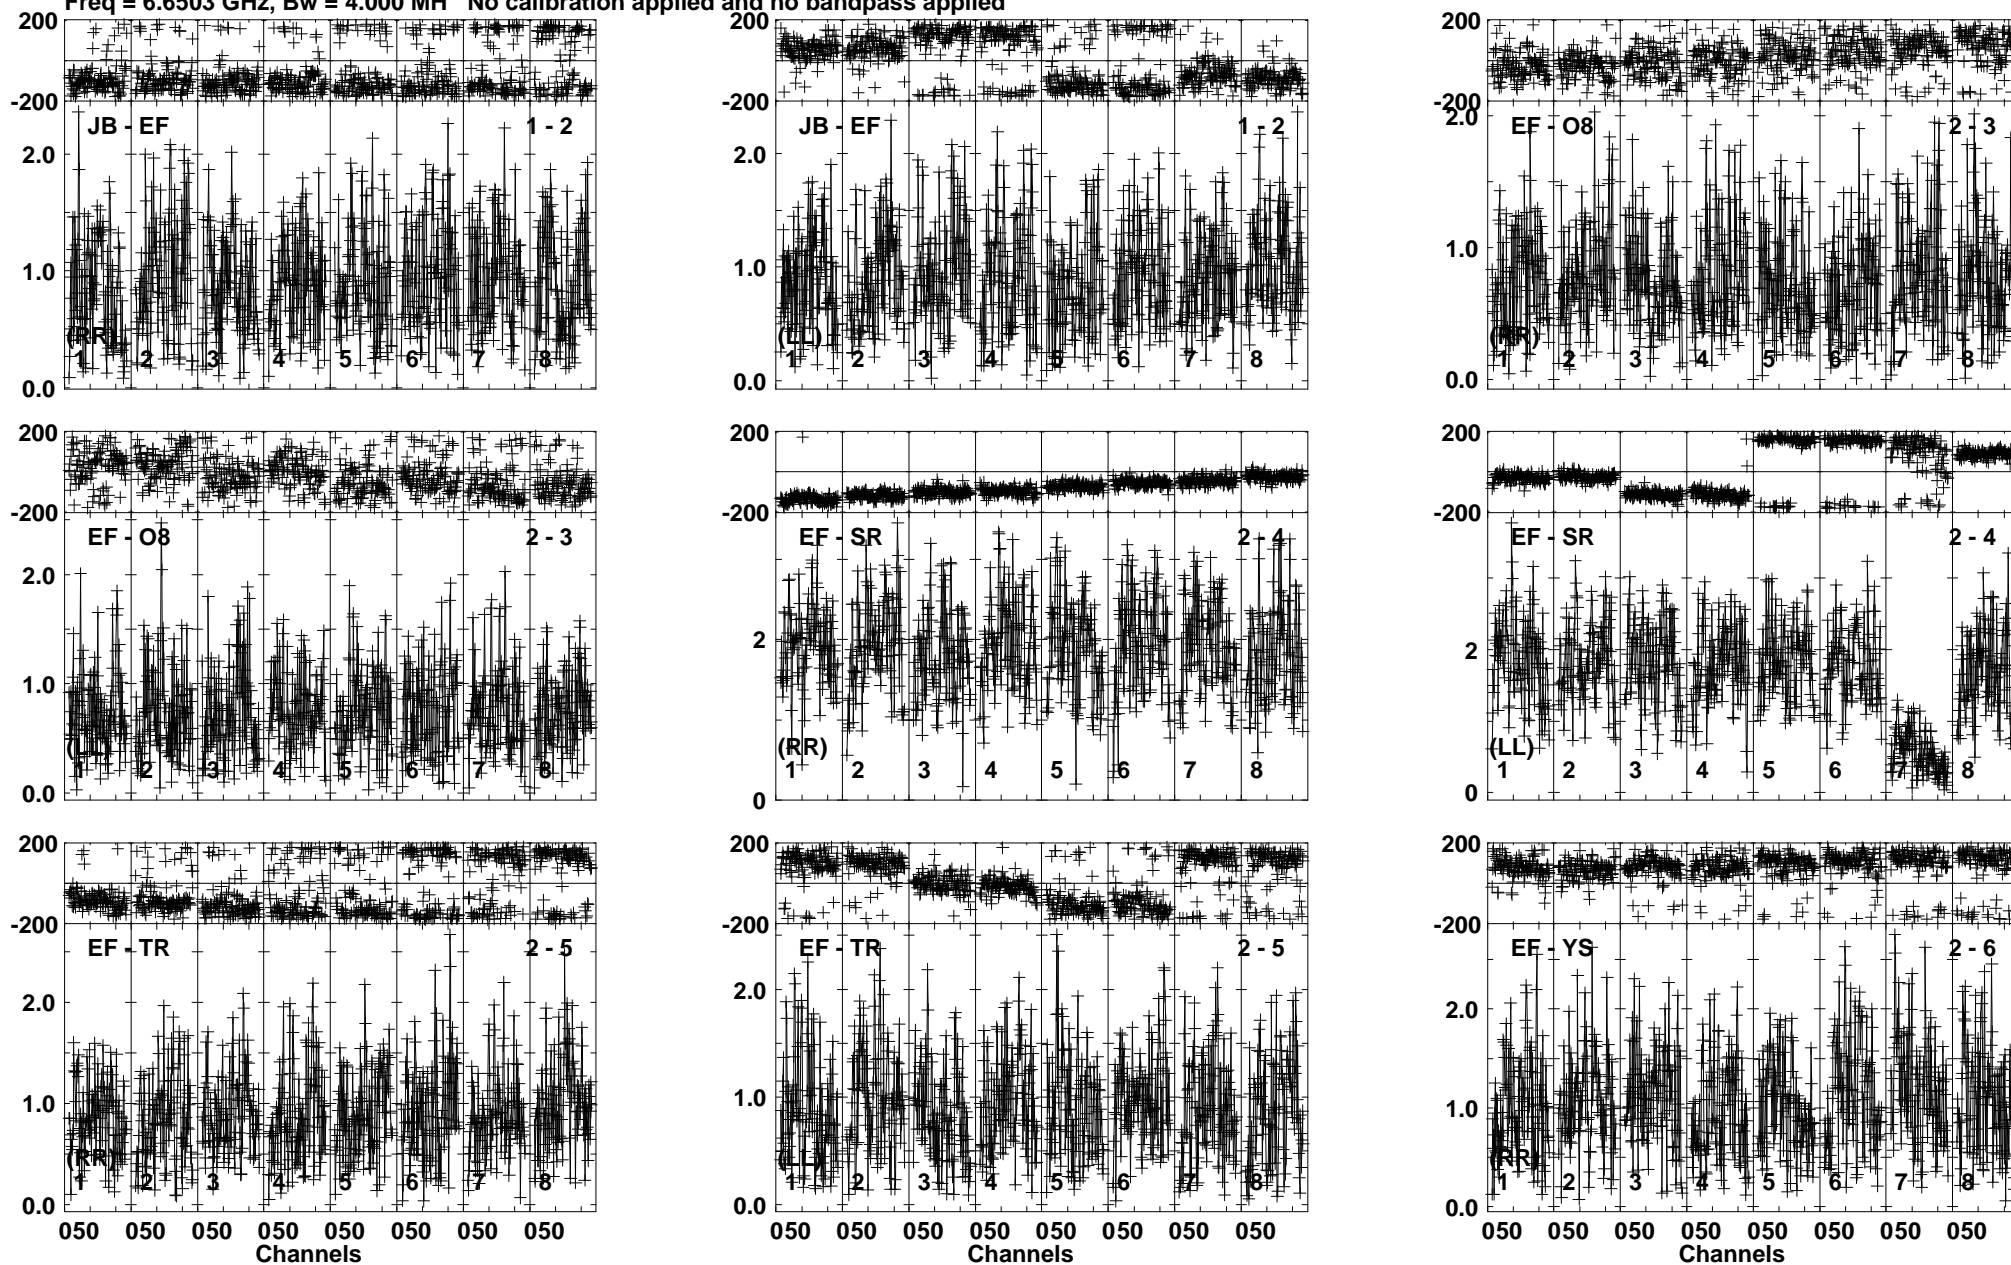 Freq = 6.6503 GHz, Bw = 4.000 MH No calibration applied and no bandpass applied
200
-200
JB - EF 1 - 2
2.0
1.0
(RR)
1 2 3 4 5 6 7 8
0.0
200
-200
JB - EF 1 - 2
2.0
1.0
(LL)
1 2 3 4 5 6 7 8
0.0
200
-200
2.0
EF - O8 2 - 3
1.0
(RR)
1 2 3 4 5 6 7 8
0.0
200
-200
EF - O8 2 - 3
2.0
1.0
(LL)
1 2 3 4 5 6 7 8
0.0
200
-200
EF - SR 2 - 4
2
(RR)
1 2 3 4 5 6 7 8
0
200
-200
EF - SR 2 - 4
2
(LL)
1 2 3 4 5 6 7 8
0
200
-200
EF - TR 2 - 5
2.0
1.0
(RR)
1 2 3 4 5 6 7 8
0.0
050 050 050 050 050 050 050 050
Channels
200
-200
EF - TR 2 - 5
2.0
1.0
(LL)
1 2 3 4 5 6 7 8
0.0
050 050 050 050 050 050 050 050
Channels
200
-200
EF - YS 2 - 6
2.0
1.0
(RR)
1 2 3 4 5 6 7 8
0.0
050 050 050 050 050 050 050 050
Channels